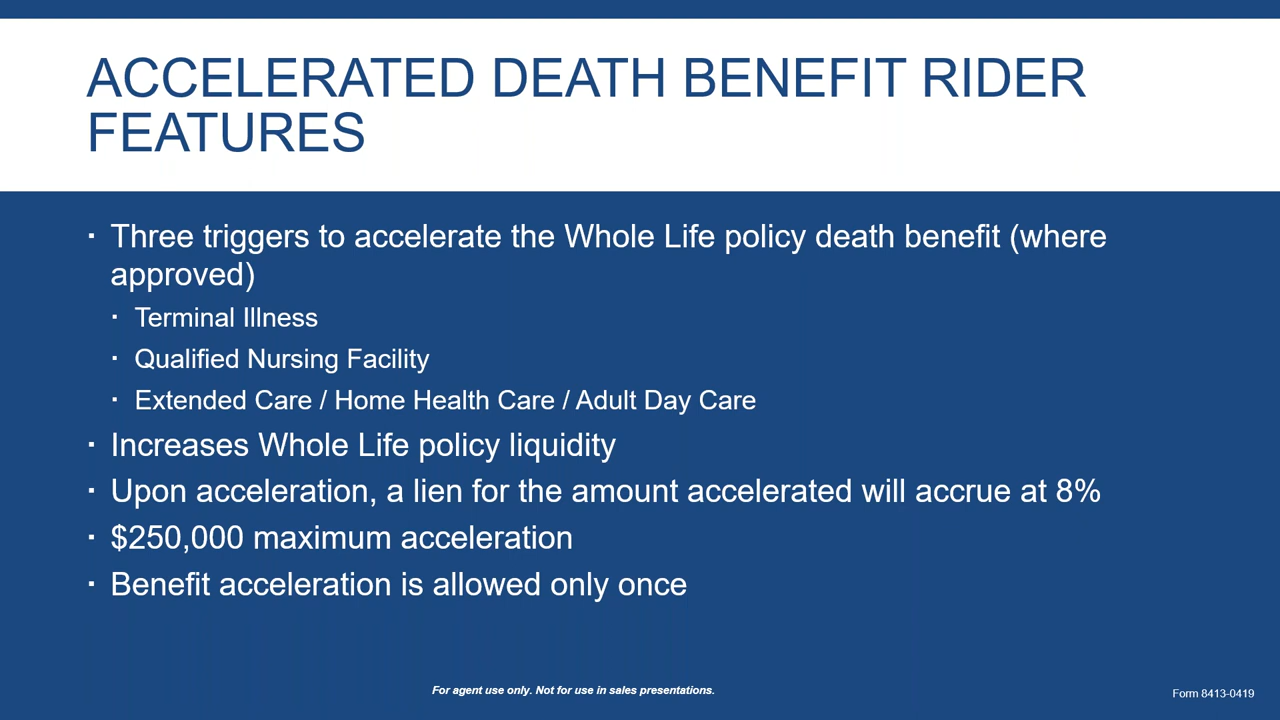 ACCELERATED DEATH BENEFIT RIDER
FEATURES
▪ Three triggers to accelerate the Whole Life policy death benefit (where
approved)
▪ Terminal Illness
▪ Qualified Nursing Facility
▪ Extended Care / Home Health Care / Adult Day Care
▪ Increases Whole Life policy liquidity
▪ Upon acceleration, a lien for the amount accelerated will accrue at 8%
▪ $250,000 maximum acceleration
▪ Benefit acceleration is allowed only once
For agent use only. Not for use in sales presentations.
Form 8413-0419